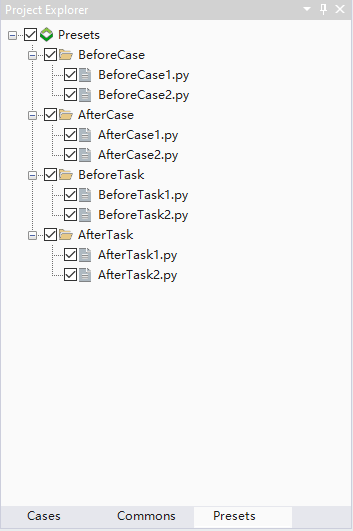 Project Explorer
Presets
BeforeCase
BeforeCase1.py
BeforeCase2.py
AfterCase
AfterCase1.py
AfterCase2.py
BeforeTask
BeforeTask1.py
BeforeTask2.py
AfterTask
AfterTask1.py
AfterTask2.py
Cases Commons Presets